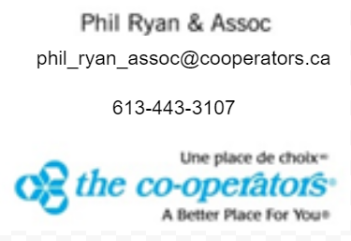 Phil Ryan & Assoc
phil_ryan_assoc@cooperators.ca
613-443-3107
Une place de choix™
the co-operators®
A Better Place For You®